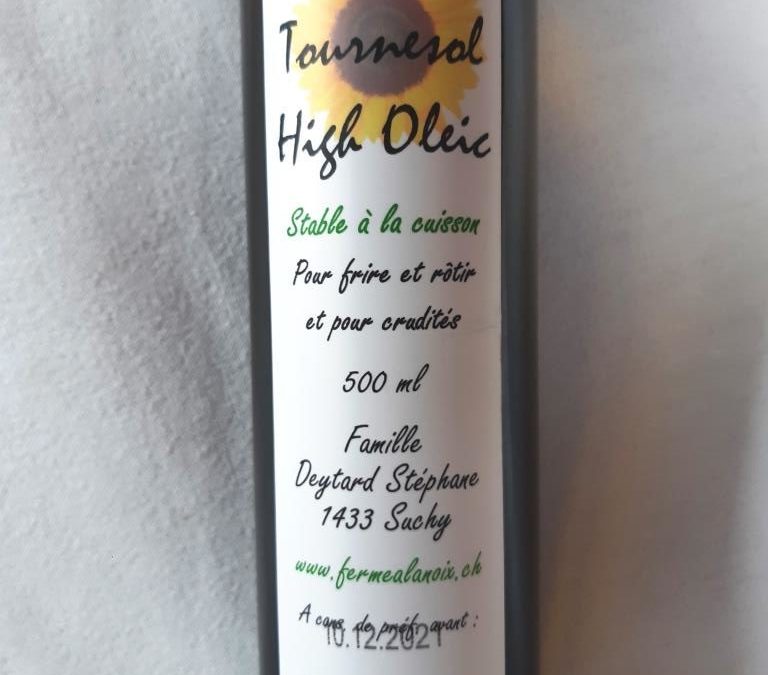 Tournesol
High Oleic
Stable à la cuisson
Pour frire et rôtir
et pour crudités
500 ml
Famille
Deytard Stéphane
1433 Suchy
www.fermealanoix.ch
A cons. de préf. avant :
10.12.2021